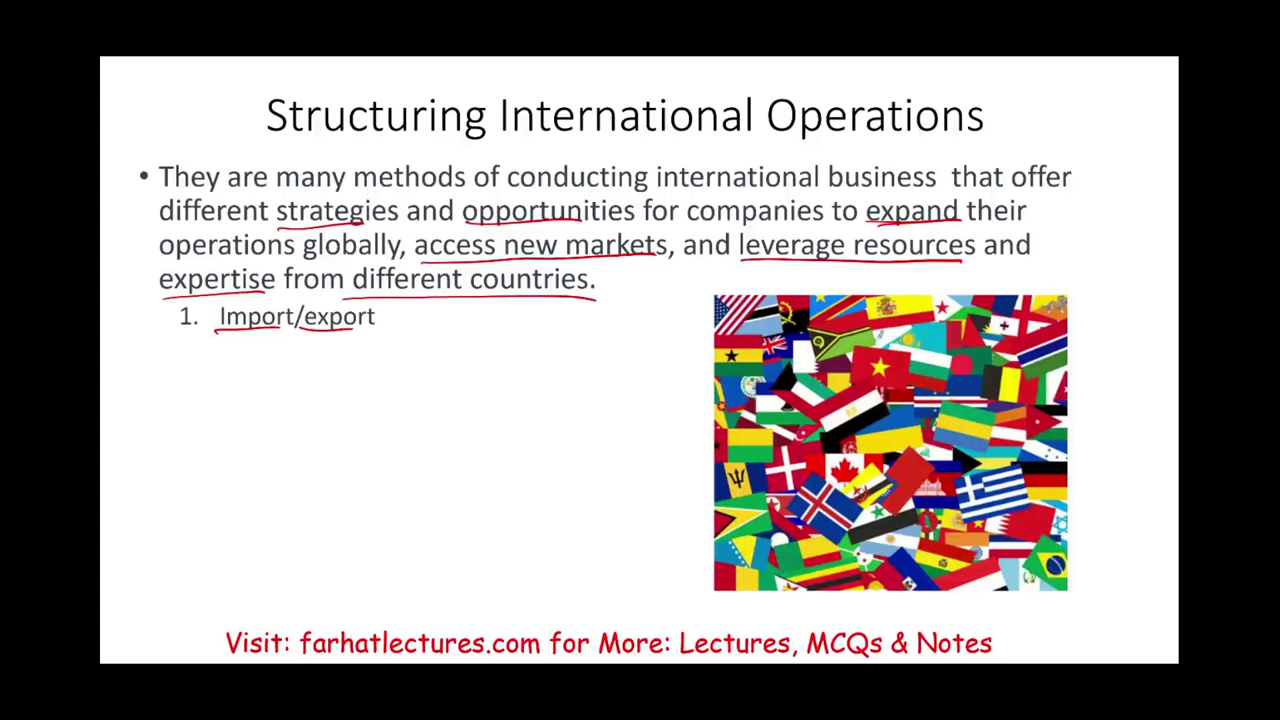 Structuring International Operations
• They are many methods of conducting international business that offer
different strategies and opportunities for companies to expand their
operations globally, access new markets, and leverage resources and
expertise from different countries.
1. Import/export
Visit: farhatlectures.com for More: Lectures, MCQs & Notes